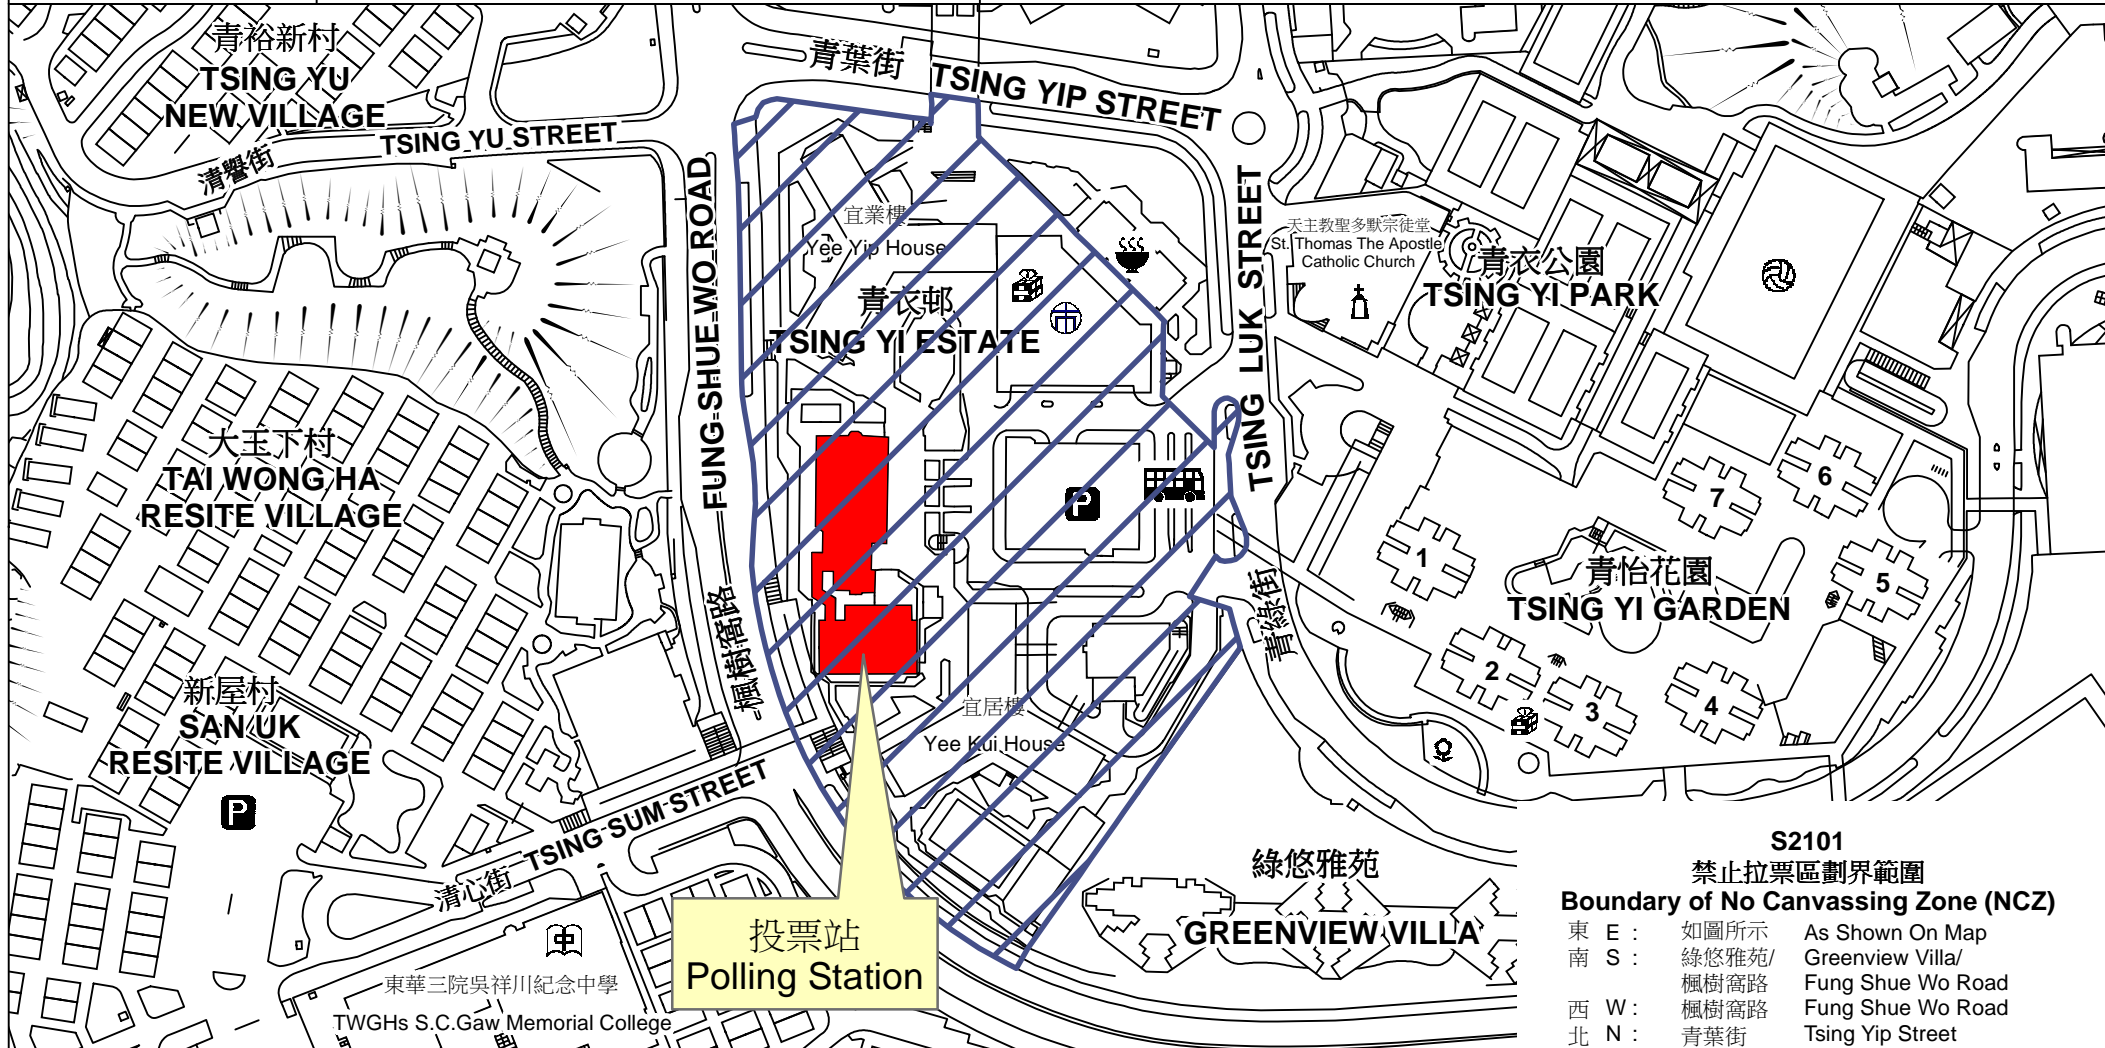 青裕新村
TSING YU
NEW VILLAGE
TSING YU STREET
清譽街
青葉街
TSING YIP STREET
FUNG SHUE WO ROAD
楓樹窩路
宜業樓
Yee Yip House
青衣邨
TSING YI ESTATE
TSING LUK STREET
青綠街
天主教聖多默宗徒堂
St. Thomas The Apostle
Catholic Church
青衣公園
TSING YI PARK
大王下村
TAI WONG HA
RESITE VILLAGE
P
1
2
3
4
5
6
7
青怡花園
TSING YI GARDEN
新屋村
SAN UK
RESITE VILLAGE
P
宜居樓
Yee Kui House
TSING SUM STREET
清心街
綠悠雅苑
GREENVIEW VILLA
投票站
Polling Station
中
東華三院吳祥川紀念中學
TWGHs S.C.Gaw Memorial College
S2101
禁止拉票區劃界範圍
Boundary of No Canvassing Zone (NCZ)
東 E : 如圖所示 As Shown On Map
南 S : 綠悠雅苑/ Greenview Villa/
楓樹窩路 Fung Shue Wo Road
西 W : 楓樹窩路 Fung Shue Wo Road
北 N : 青葉街 Tsing Yip Street